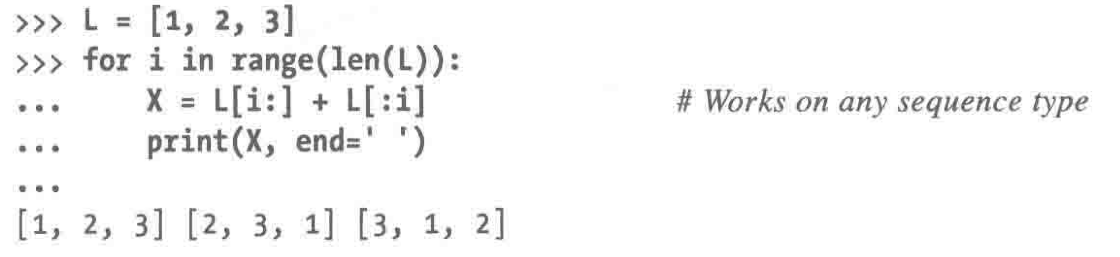 >>> L = [1, 2, 3]
>>> for i in range(len(L)):
...     X = L[i:] + L[:i]                # Works on any sequence type
...     print(X, end=' ')
...
[1, 2, 3] [2, 3, 1] [3, 1, 2]